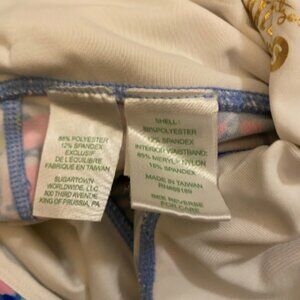 88% POLYESTER
12% SPANDEX
EXCLUSIF
DE L'EQUILIBRE
FABRIQUE EN TAIWAN
SUGARTOWN
WORLDWIDE, LLC
800 THIRD AVENUE
KING OF PRUSSIA, PA
SHELL:
88% POLYESTER
12% SPANDEX
INTERIOR WAISTBAND:
85% MERYL® NYLON
15% SPANDEX
MADE IN TAIWAN
SEE REVERSE
FOR CARE